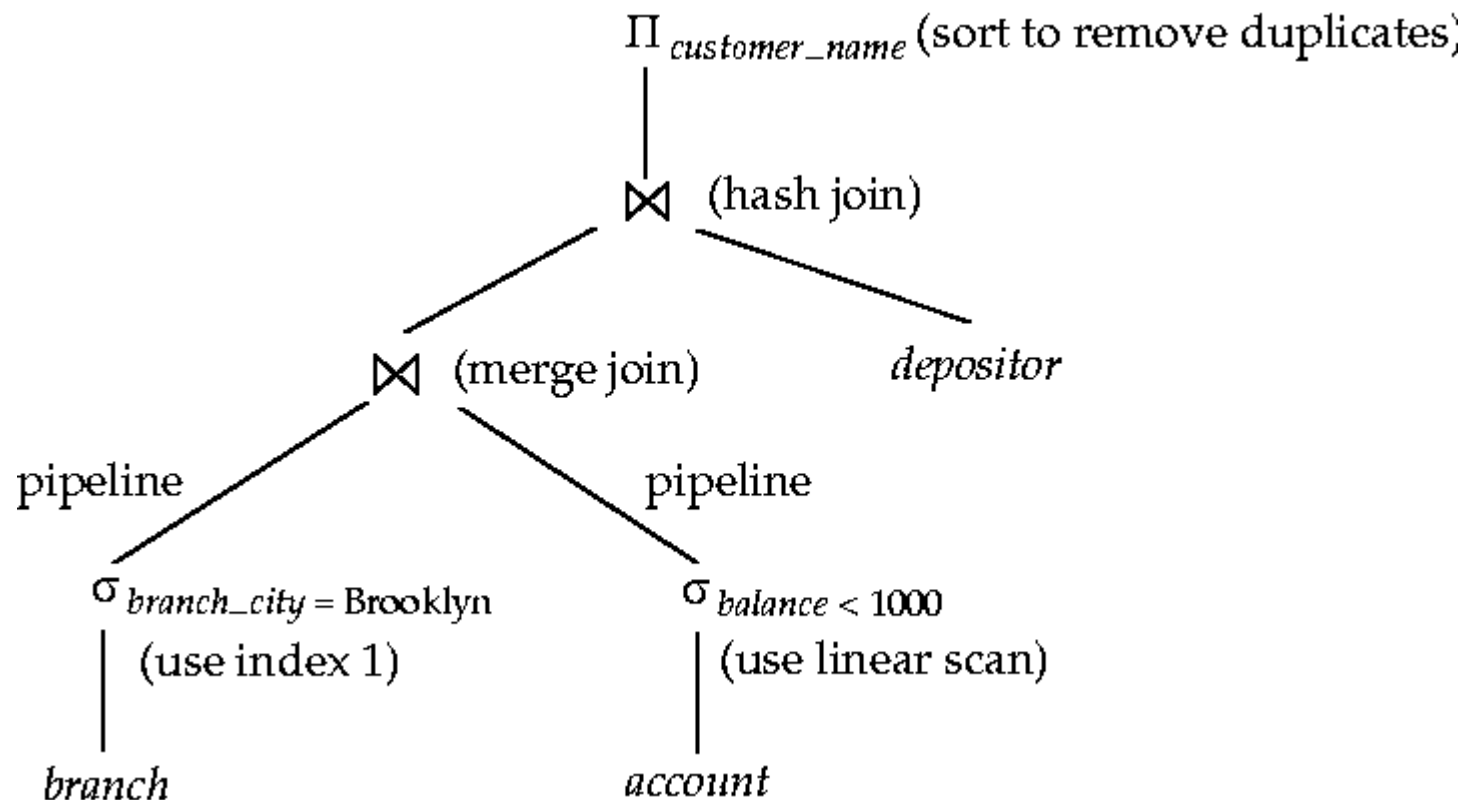 Π customer_name (sort to remove duplicates)
⋈ (hash join)
⋈ (merge join)
depositor
pipeline
pipeline
σ branch_city = Brooklyn
σ balance < 1000
(use index 1)
(use linear scan)
branch
account